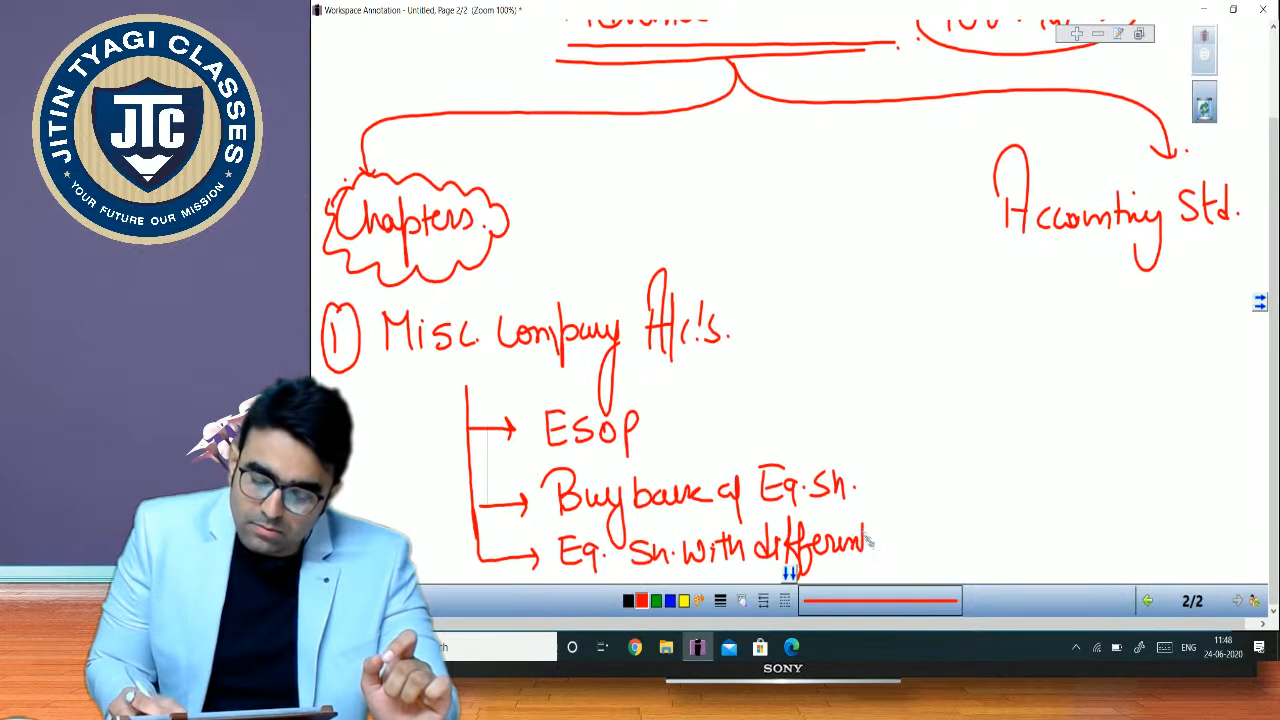 Workspace Annotation - Untitled, Page 2/2 (Zoom 100%) *
JITIN TYAGI CLASSES
JTC
YOUR FUTURE OUR MISSION
Chapters.
Accounting Std.
1 Misc. Company A/c's.
ESOP
Buy back of Eq. Sh.
Eq. Sh. with different
2/2
11:48
ENG
24-06-2020
SONY